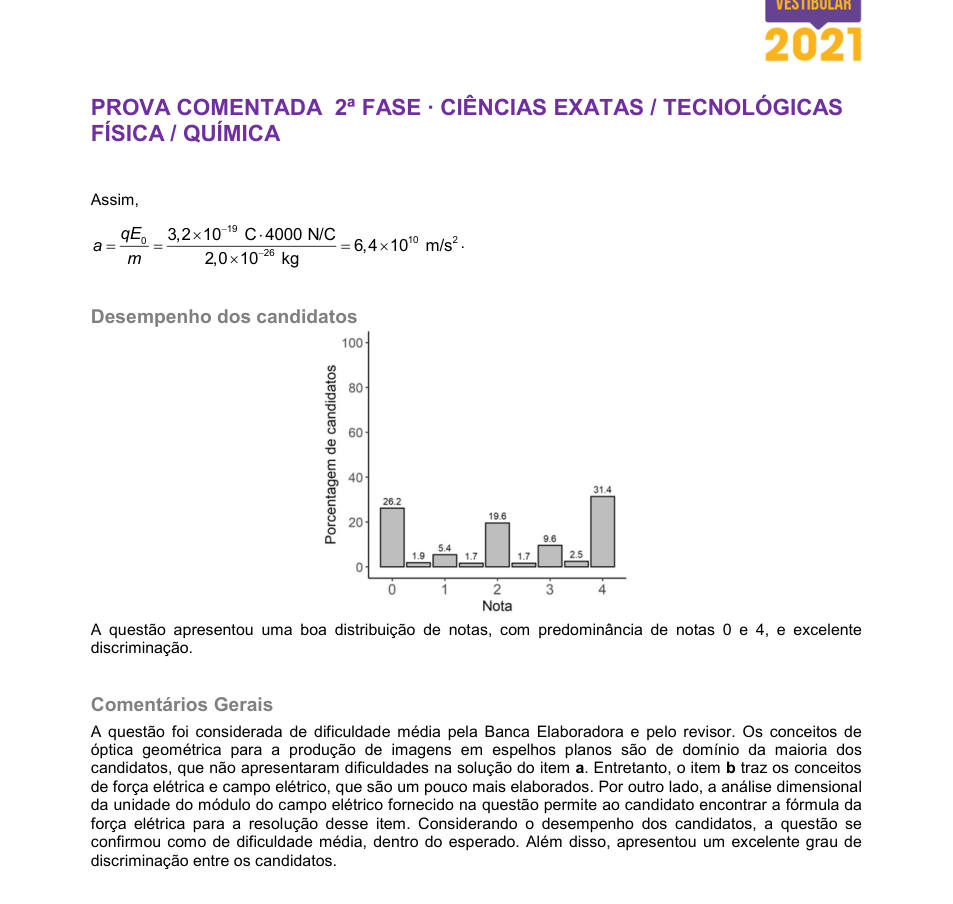 VESTIBULAR
2021
PROVA COMENTADA 2ª FASE · CIÊNCIAS EXATAS / TECNOLÓGICAS
FÍSICA / QUÍMICA
Assim,
a = qE₀/m = 3,2×10⁻¹⁹ C·4000 N/C / 2,0×10⁻²⁶ kg = 6,4×10¹⁰ m/s².
Desempenho dos candidatos
Porcentagem de candidatos
100
80
60
40
20
0
26.2
1.9
5.4
1.7
19.6
1.7
9.6
2.5
31.4
0 1 2 3 4
Nota
A questão apresentou uma boa distribuição de notas, com predominância de notas 0 e 4, e excelente
discriminação.
Comentários Gerais
A questão foi considerada de dificuldade média pela Banca Elaboradora e pelo revisor. Os conceitos de
óptica geométrica para a produção de imagens em espelhos planos são de domínio da maioria dos
candidatos, que não apresentaram dificuldades na solução do item a. Entretanto, o item b traz os conceitos
de força elétrica e campo elétrico, que são um pouco mais elaborados. Por outro lado, a análise dimensional
da unidade do módulo do campo elétrico fornecido na questão permite ao candidato encontrar a fórmula da
força elétrica para a resolução desse item. Considerando o desempenho dos candidatos, a questão se
confirmou como de dificuldade média, dentro do esperado. Além disso, apresentou um excelente grau de
discriminação entre os candidatos.